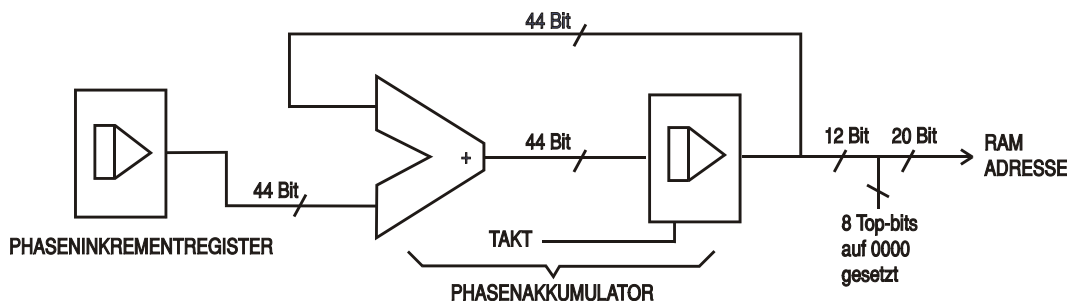 44 Bit
44 Bit
12 Bit
20 Bit
RAM
ADRESSE
+
44 Bit
PHASENINKREMENTREGISTER
TAKT
8 Top-bits
auf 0000
gesetzt
PHASENAKKUMULATOR